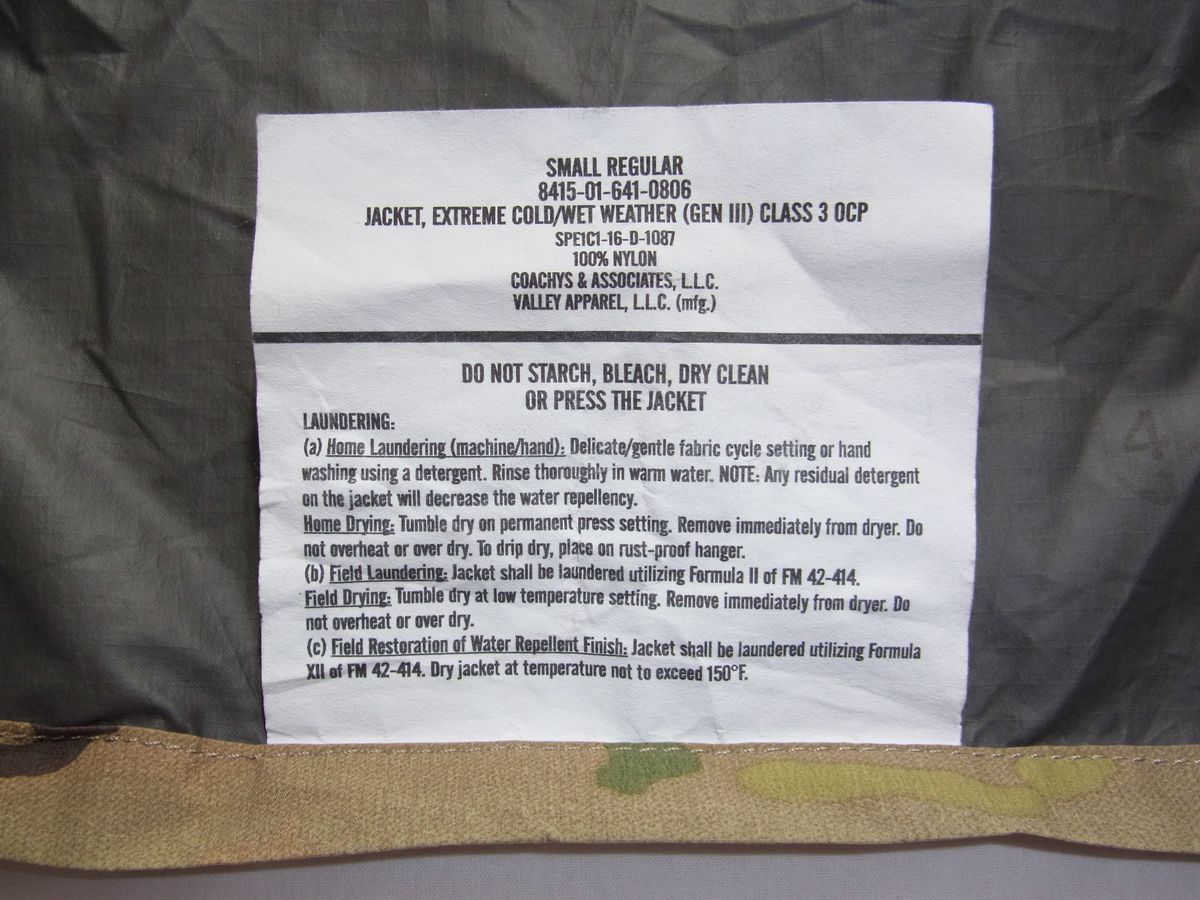 SMALL REGULAR
8415-01-641-0806
JACKET, EXTREME COLD/WET WEATHER (GEN III) CLASS 3 OCP
SPE1C1-16-D-1087
100% NYLON
COACHYS & ASSOCIATES, L.L.C.
VALLEY APPAREL, L.L.C. (mfg.)
DO NOT STARCH, BLEACH, DRY CLEAN
OR PRESS THE JACKET
LAUNDERING:
(a) Home Laundering (machine/hand): Delicate/gentle fabric cycle setting or hand
washing using a detergent. Rinse thoroughly in warm water. NOTE: Any residual detergent
on the jacket will decrease the water repellency.
Home Drying: Tumble dry on permanent press setting. Remove immediately from dryer. Do
not overheat or over dry. To drip dry, place on rust-proof hanger.
(b) Field Laundering: Jacket shall be laundered utilizing Formula II of FM 42-414.
Field Drying: Tumble dry at low temperature setting. Remove immediately from dryer. Do
not overheat or over dry.
(c) Field Restoration of Water Repellent Finish: Jacket shall be laundered utilizing Formula
XII of FM 42-414. Dry jacket at temperature not to exceed 150°F.
4